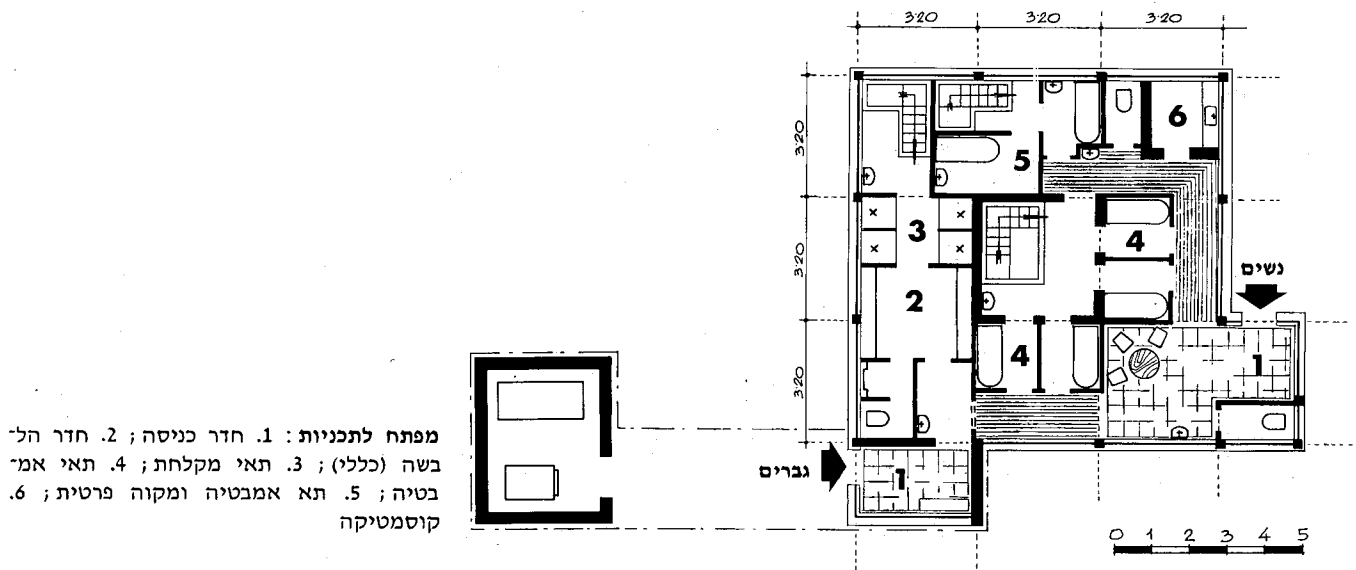 3·20 3·20 3·20
3·20
3·20
3·20
6
5
3
4
2
4
1
1
נשים
גברים
0 1 2 3 4 5
מפתח לתכניות: 1. חדר כניסה; 2. חדר הל־
בשה (כללי); 3. תאי מקלחת; 4. תאי אמ־
בטיה; 5. תא אמבטיה ומקוה פרטית; 6.
קוסמטיקה